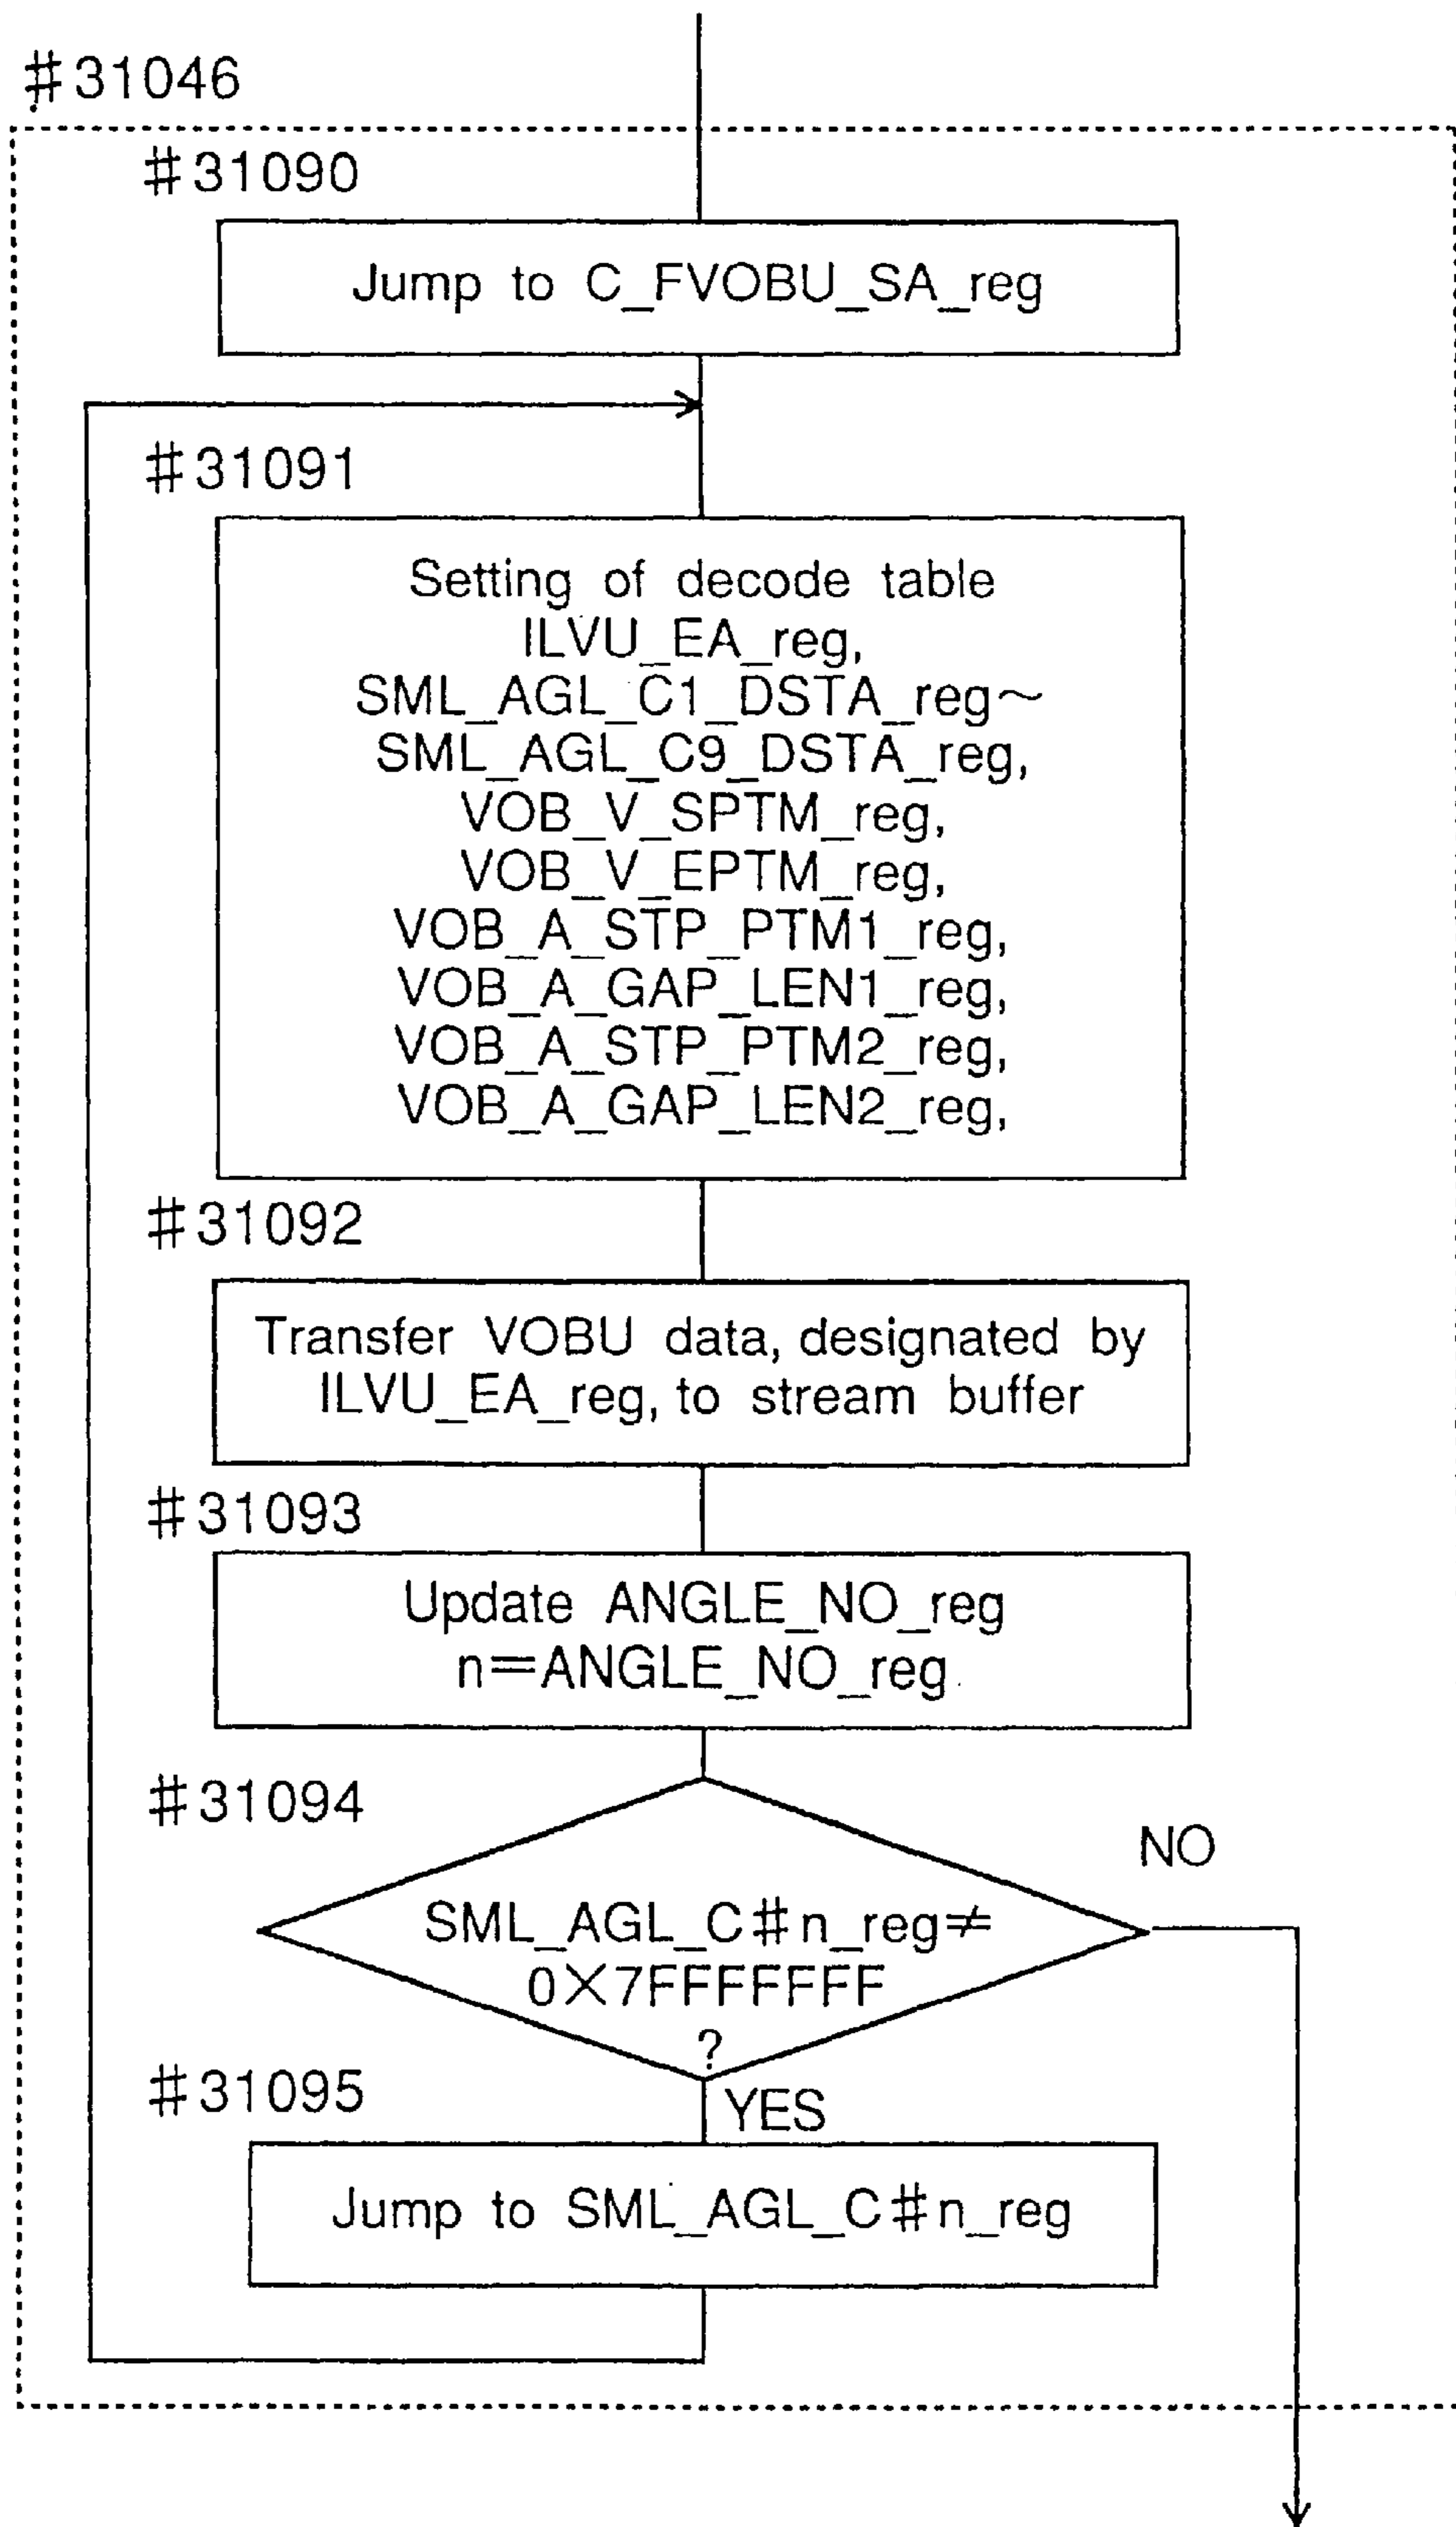 #31046
#31090
Jump to C_FVOBU_SA_reg
#31091
Setting of decode table
ILVU_EA_reg,
SML_AGL_C1_DSTA_reg~
SML_AGL_C9_DSTA_reg,
VOB_V_SPTM_reg,
VOB_V_EPTM_reg,
VOB_A_STP_PTM1_reg,
VOB_A_GAP_LEN1_reg,
VOB_A_STP_PTM2_reg,
VOB_A_GAP_LEN2_reg,
#31092
Transfer VOBU data, designated by
ILVU_EA_reg, to stream buffer
#31093
Update ANGLE_NO_reg
n=ANGLE_NO_reg
#31094
NO
SML_AGL_C#n_reg≠
0X7FFFFFFF
?
#31095
YES
Jump to SML_AGL_C#n_reg